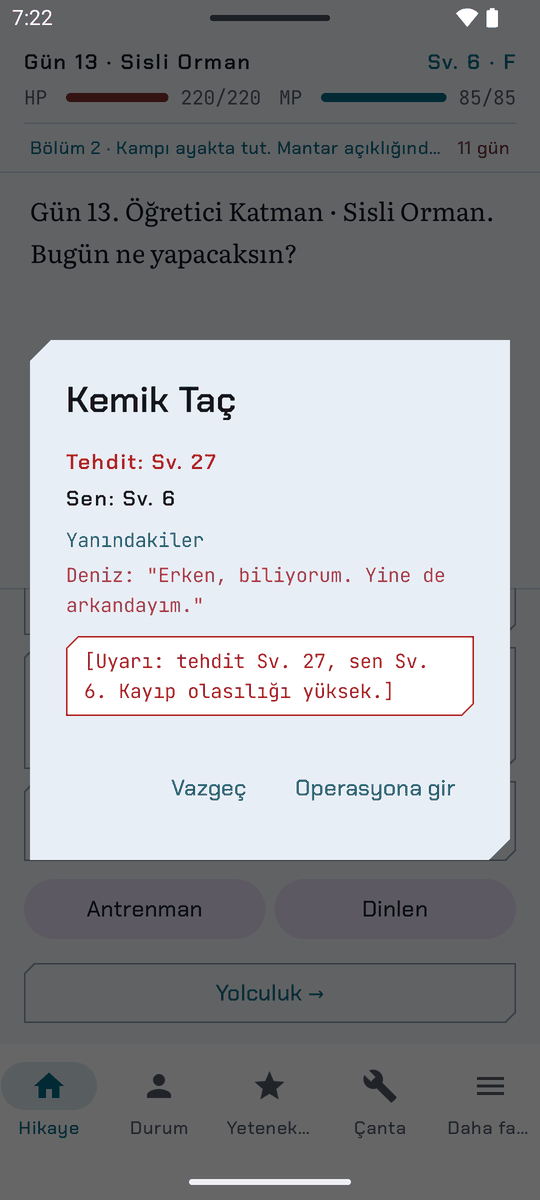 7:22
Gün 13 · Sisli Orman Sv. 6 · F
HP 220/220 MP 85/85
Bölüm 2 · Kampı ayakta tut. Mantar açıklığınd... 11 gün
Gün 13. Öğretici Katman · Sisli Orman.
Bugün ne yapacaksın?
Kemik Taç
Tehdit: Sv. 27
Sen: Sv. 6
Yanındakiler
Deniz: "Erken, biliyorum. Yine de
arkandayım."
[Uyarı: tehdit Sv. 27, sen Sv.
6. Kayıp olasılığı yüksek.]
Vazgeç Operasyona gir
Antrenman Dinlen
Yolculuk →
Hikaye Durum Yetenek... Çanta Daha fa...